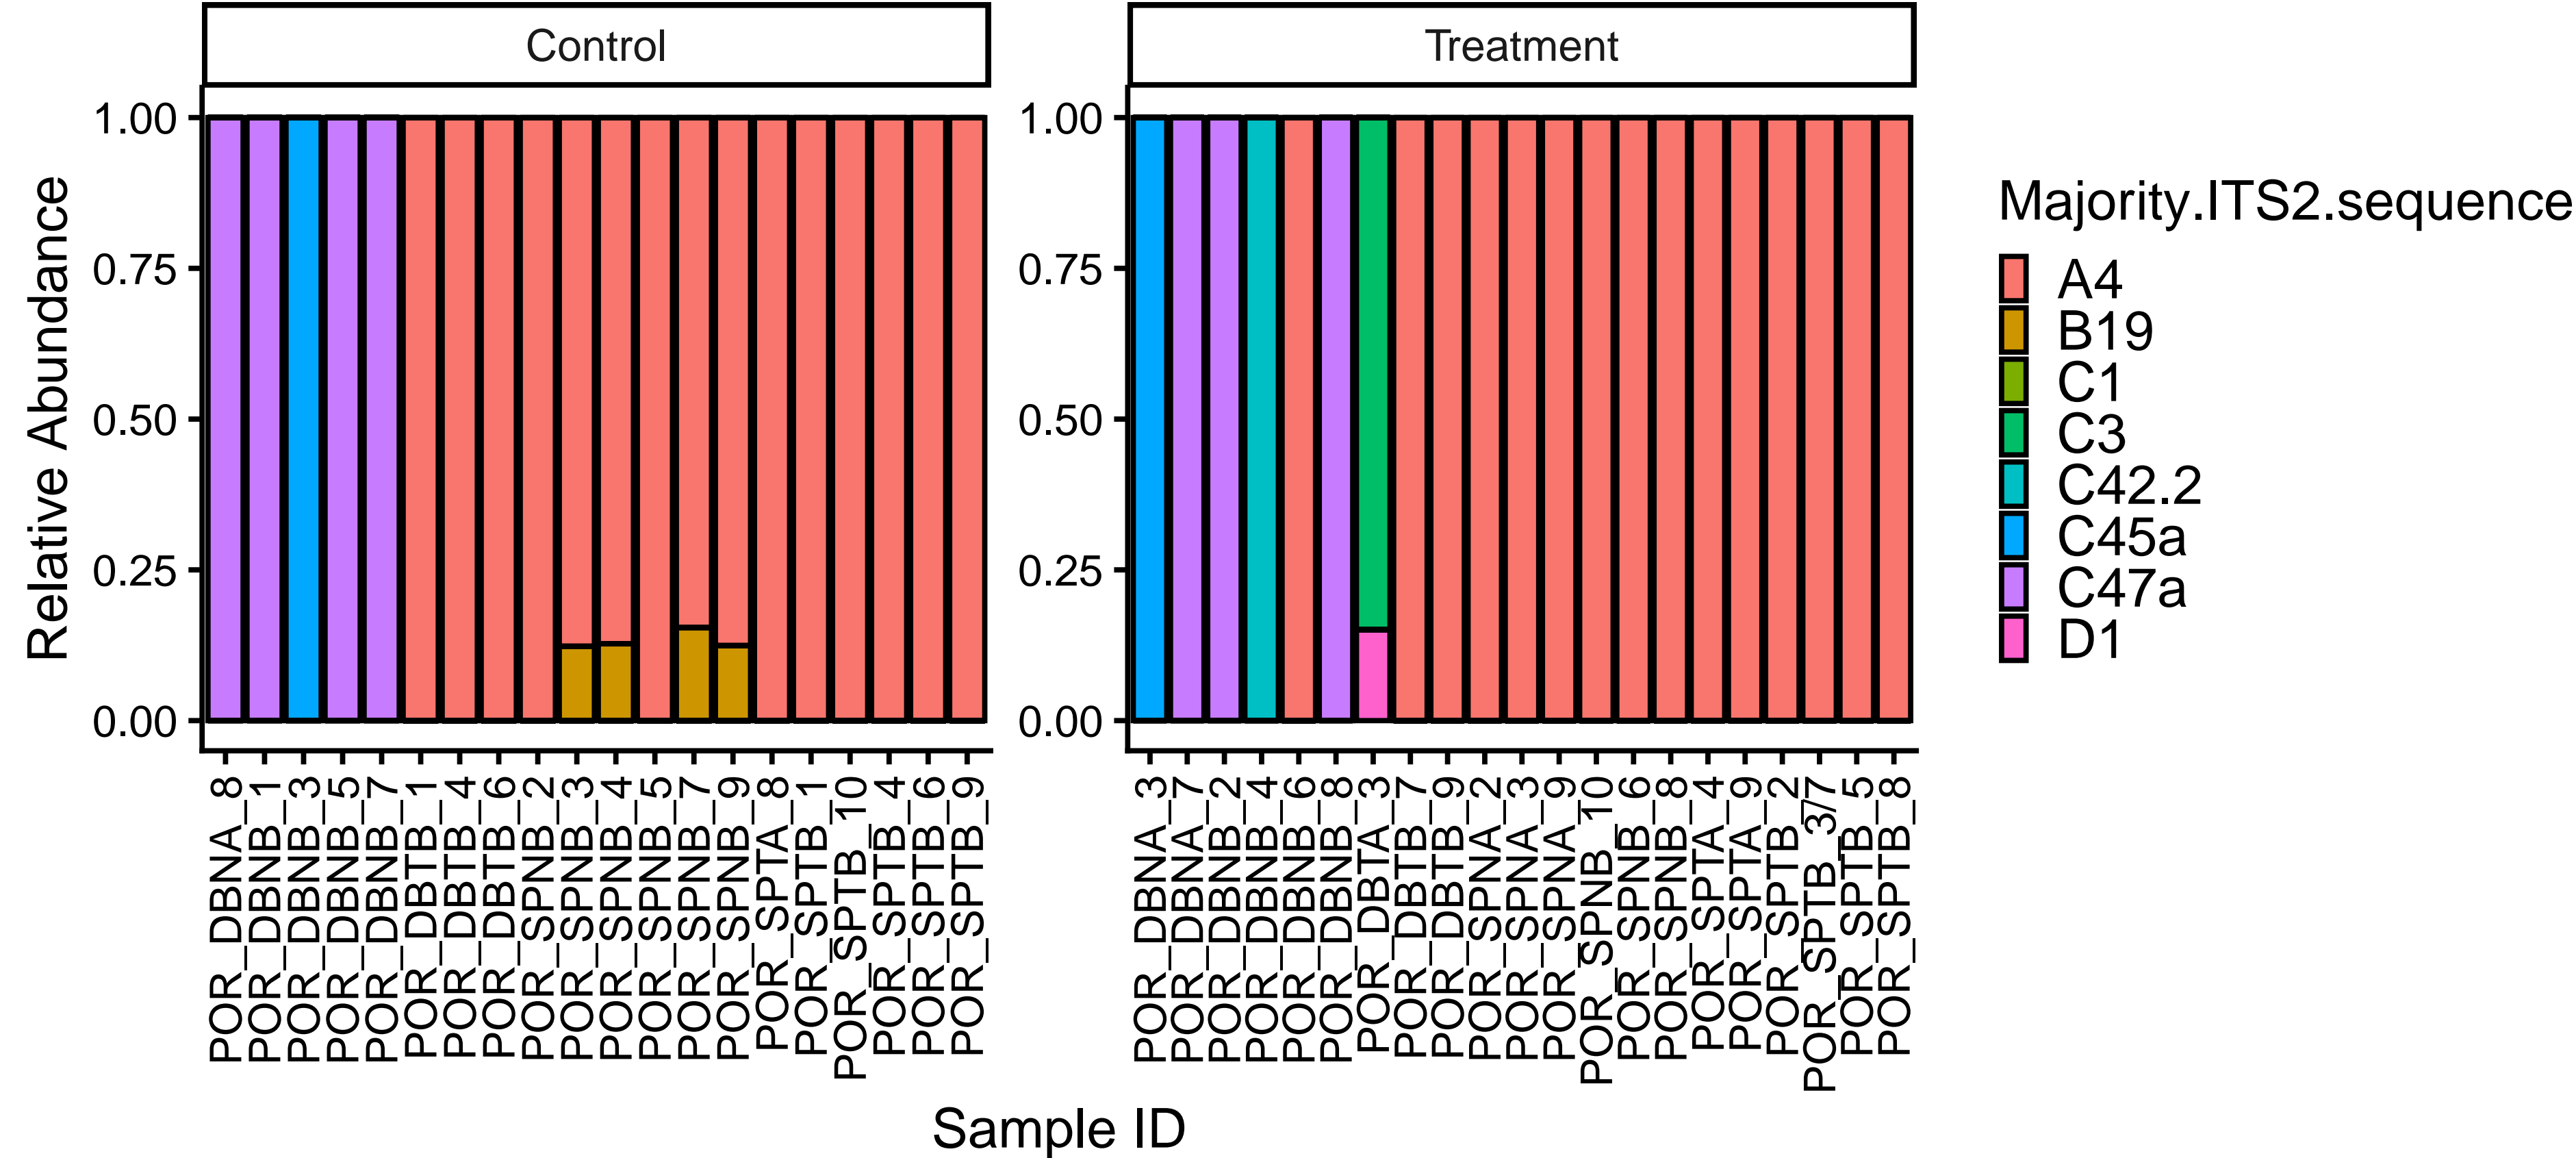 Control
Treatment
Relative Abundance
1.00
0.75
0.50
0.25
0.00
1.00
0.75
0.50
0.25
0.00
POR_DBNA_8
POR_DBNB_1
POR_DBNB_3
POR_DBNB_5
POR_DBNB_7
POR_DBTB_1
POR_DBTB_4
POR_DBTB_6
POR_SPNB_2
POR_SPNB_3
POR_SPNB_4
POR_SPNB_5
POR_SPNB_7
POR_SPNB_9
POR_SPTA_8
POR_SPTB_1
POR_SPTB_10
POR_SPTB_4
POR_SPTB_6
POR_SPTB_9
POR_DBNA_3
POR_DBNA_7
POR_DBNB_2
POR_DBNB_4
POR_DBNB_6
POR_DBNB_8
POR_DBTA_3
POR_DBTB_7
POR_DBTB_9
POR_SPNA_2
POR_SPNA_3
POR_SPNA_9
POR_SPNB_10
POR_SPNB_6
POR_SPNB_8
POR_SPTA_4
POR_SPTA_9
POR_SPTB_2
POR_SPTB_3/7
POR_SPTB_5
POR_SPTB_8
Sample ID
Majority.ITS2.sequence
A4
B19
C1
C3
C42.2
C45a
C47a
D1